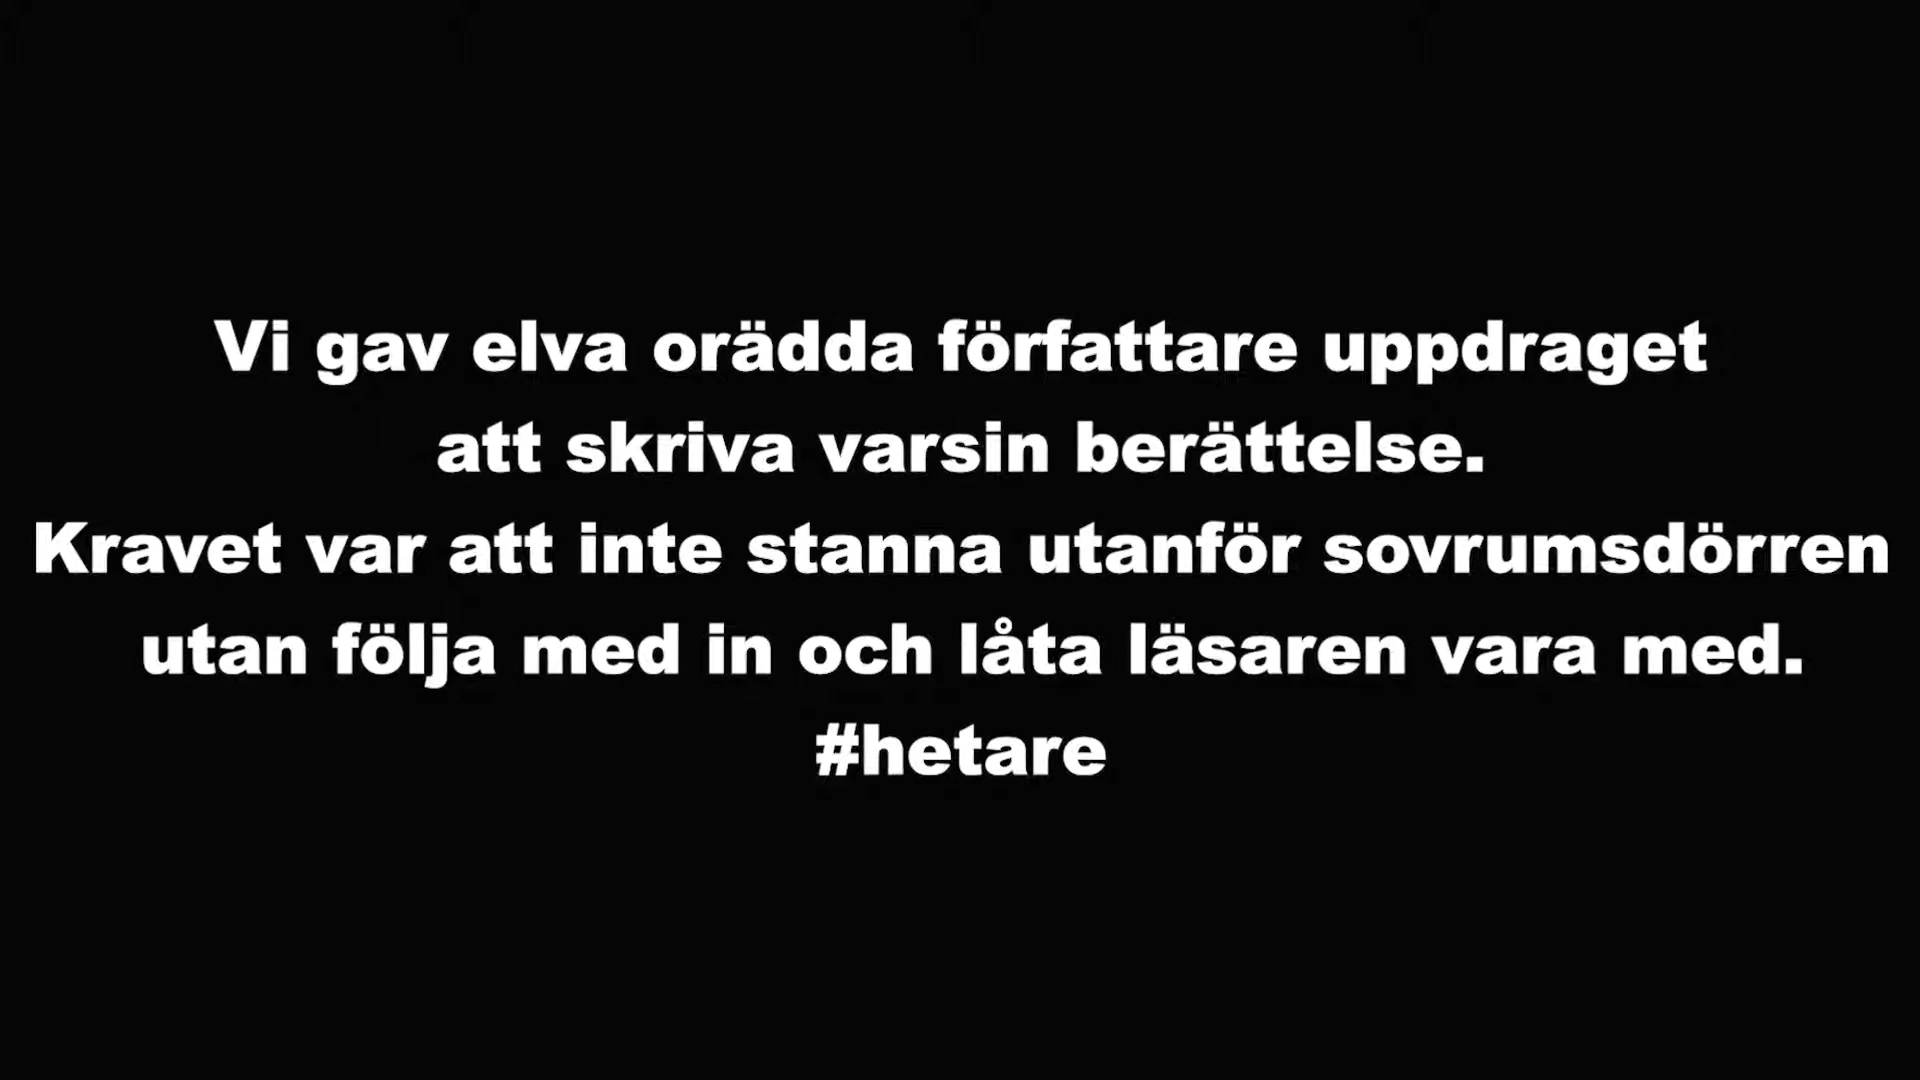 Vi gav elva orädda författare uppdraget
att skriva varsin berättelse.
Kravet var att inte stanna utanför sovrumsdörren
utan följa med in och låta läsaren vara med.
#hetare